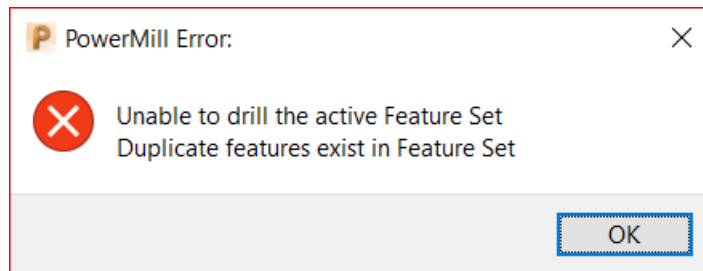 PowerMill Error:
Unable to drill the active Feature Set
Duplicate features exist in Feature Set
OK